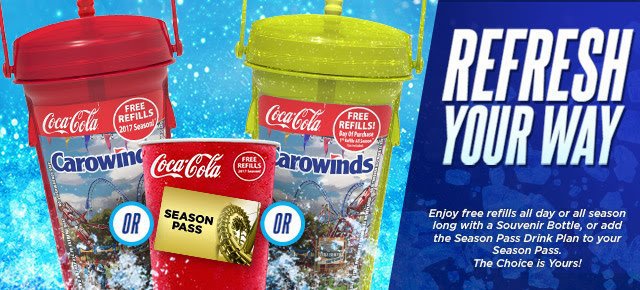 Coca-Cola
FREE
REFILLS
2017 Season!
Carowinds
OR
Coca-Cola
FREE
REFILLS
2017 Season!
SEASON
PASS
OR
Coca-Cola
FREE
REFILLS!
Day Of Purchase
Carowinds
REFRESH
YOUR WAY
Enjoy free refills all day or all season
long with a Souvenir Bottle, or add
the Season Pass Drink Plan to your
Season Pass.
The Choice is Yours!